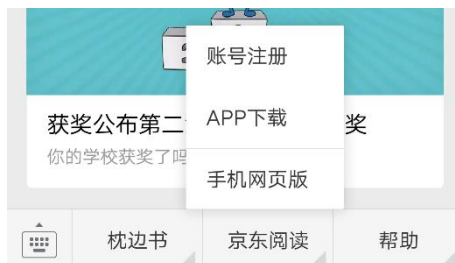 账号注册
APP下载
获奖公布第二
奖
你的学校获奖了吗
手机网页版
枕边书
京东阅读
帮助